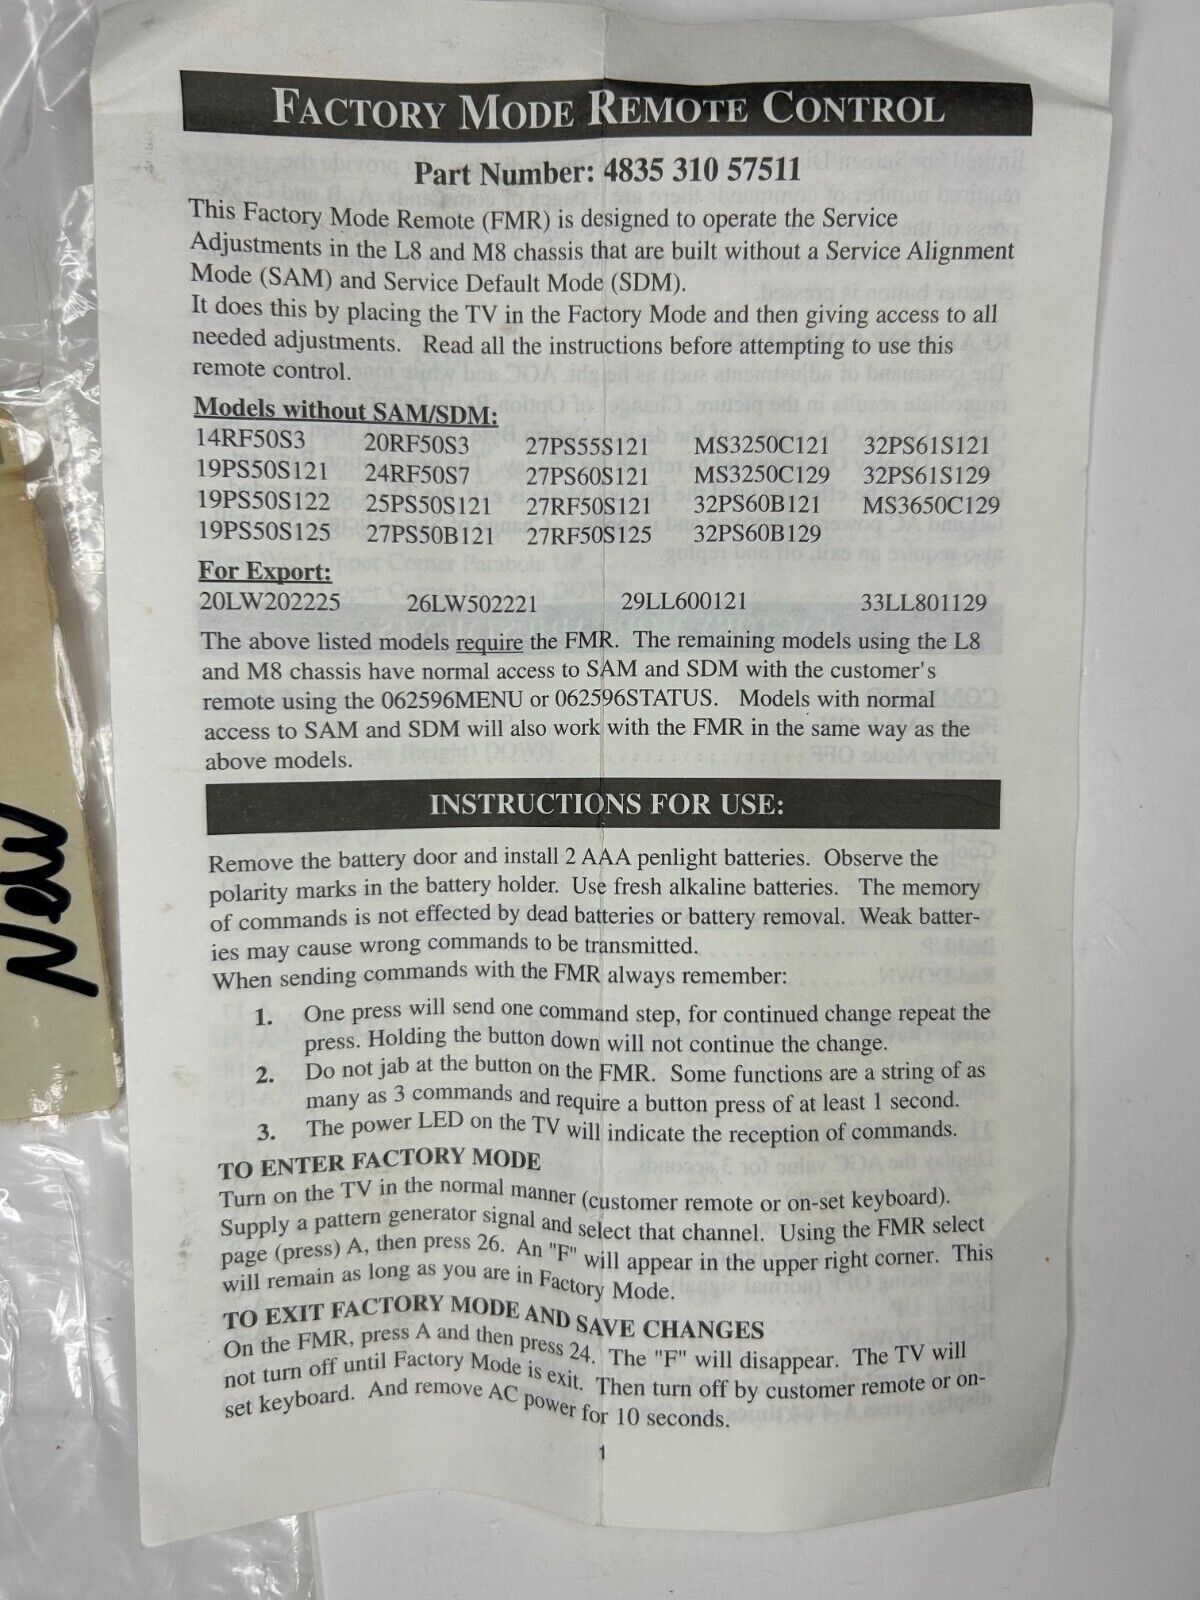 New
FACTORY MODE REMOTE CONTROL
Part Number: 4835 310 57511
This Factory Mode Remote (FMR) is designed to operate the Service
Adjustments in the L8 and M8 chassis that are built without a Service Alignment
Mode (SAM) and Service Default Mode (SDM).
It does this by placing the TV in the Factory Mode and then giving access to all
needed adjustments. Read all the instructions before attempting to use this
remote control.
Models without SAM/SDM:
14RF50S3 20RF50S3 27PS55S121 MS3250C121 32PS61S121
19PS50S121 24RF50S7 27PS60S121 MS3250C129 32PS61S129
19PS50S122 25PS50S121 27RF50S121 32PS60B121 MS3650C129
19PS50S125 27PS50B121 27RF50S125 32PS60B129
For Export:
20LW202225 26LW502221 29LL600121 33LL801129
The above listed models require the FMR. The remaining models using the L8
and M8 chassis have normal access to SAM and SDM with the customer's
remote using the 062596MENU or 062596STATUS. Models with normal
access to SAM and SDM will also work with the FMR in the same way as the
above models.
INSTRUCTIONS FOR USE:
Remove the battery door and install 2 AAA penlight batteries. Observe the
polarity marks in the battery holder. Use fresh alkaline batteries. The memory
of commands is not effected by dead batteries or battery removal. Weak batter-
ies may cause wrong commands to be transmitted.
When sending commands with the FMR always remember:
1. One press will send one command step, for continued change repeat the
press. Holding the button down will not continue the change.
2. Do not jab at the button on the FMR. Some functions are a string of as
many as 3 commands and require a button press of at least 1 second.
3. The power LED on the TV will indicate the reception of commands.
TO ENTER FACTORY MODE
Turn on the TV in the normal manner (customer remote or on-set keyboard).
Supply a pattern generator signal and select that channel. Using the FMR select
page (press) A, then press 26. An "F" will appear in the upper right corner. This
will remain as long as you are in Factory Mode.
TO EXIT FACTORY MODE AND SAVE CHANGES
On the FMR, press A and then press 24. The "F" will disappear. The TV will
not turn off until Factory Mode is exit. Then turn off by customer remote or on-
set keyboard. And remove AC power for 10 seconds.
1